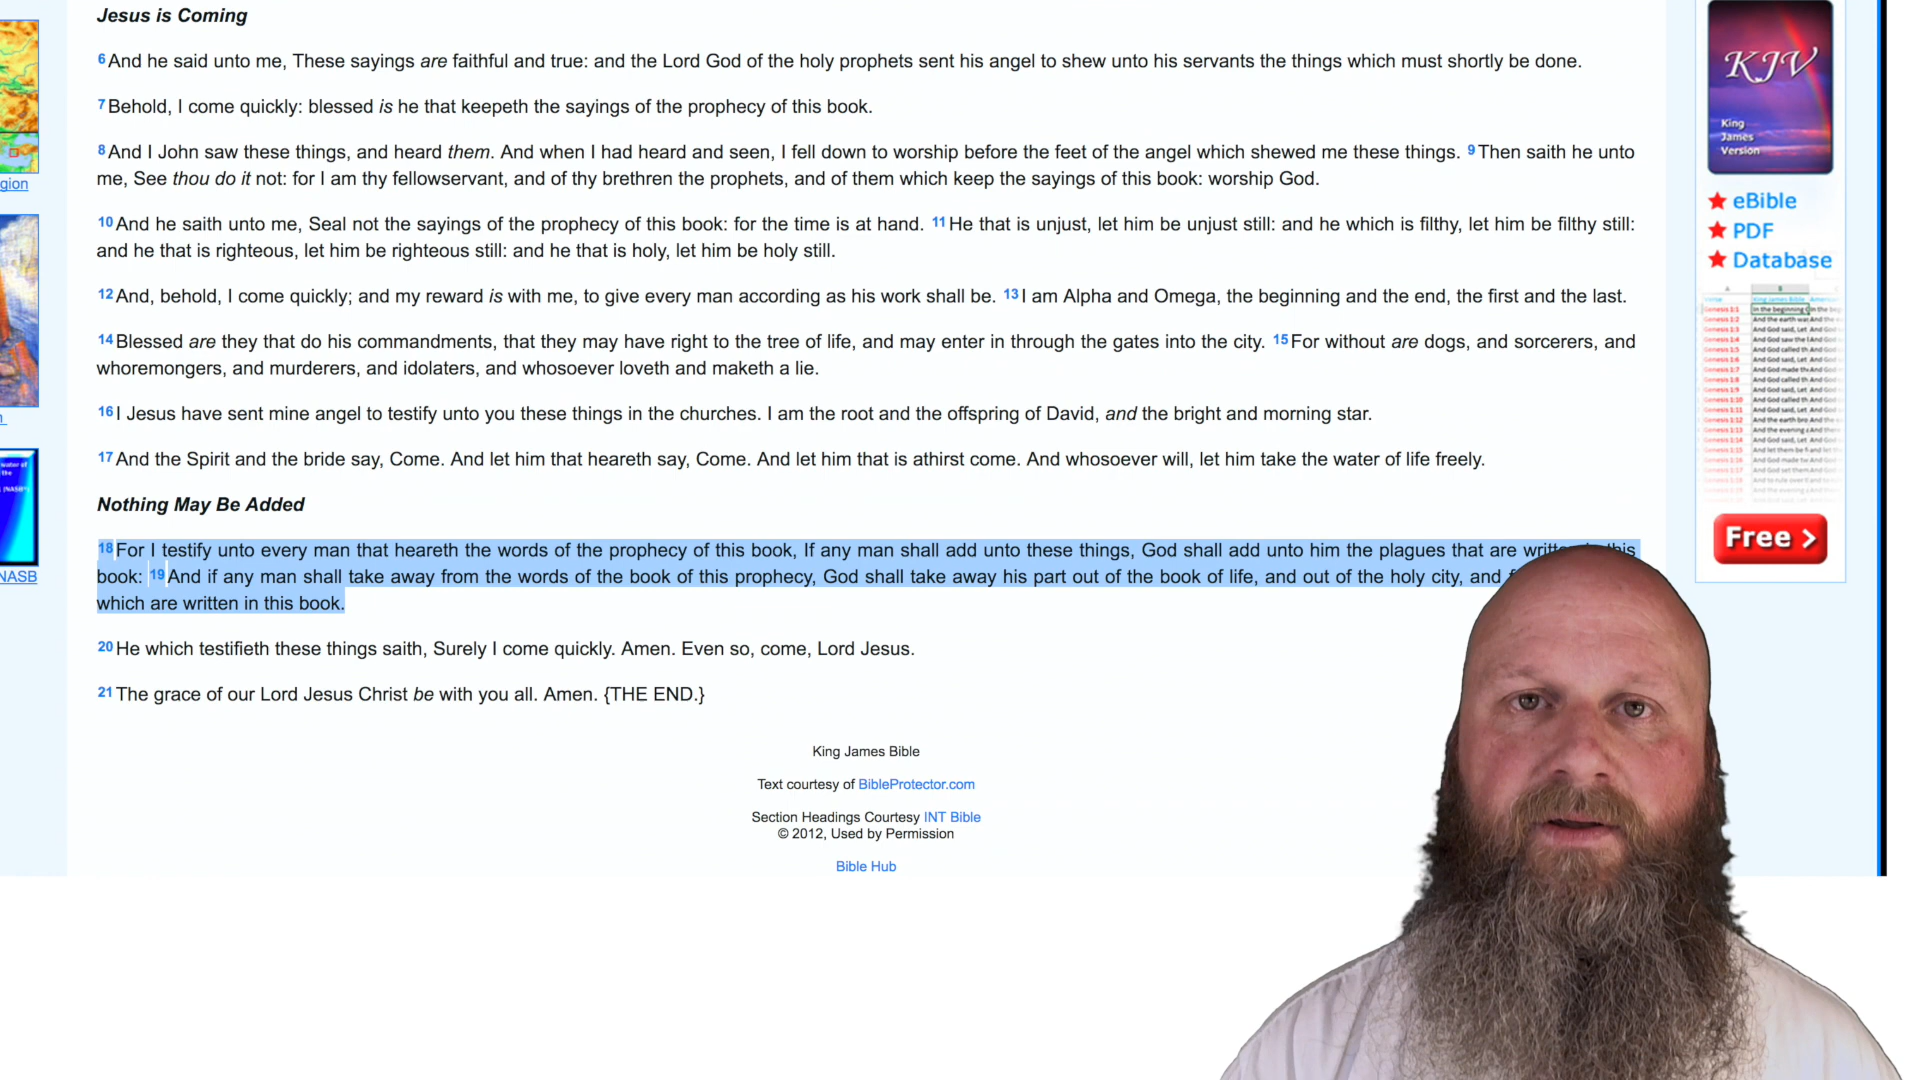 Jesus is Coming
6 And he said unto me, These sayings are faithful and true: and the Lord God of the holy prophets sent his angel to shew unto his servants the things which must shortly be done.
7 Behold, I come quickly: blessed is he that keepeth the sayings of the prophecy of this book.
8 And I John saw these things, and heard them. And when I had heard and seen, I fell down to worship before the feet of the angel which shewed me these things. 9 Then saith he unto
me, See thou do it not: for I am thy fellowservant, and of thy brethren the prophets, and of them which keep the sayings of this book: worship God.
10 And he saith unto me, Seal not the sayings of the prophecy of this book: for the time is at hand. 11 He that is unjust, let him be unjust still: and he which is filthy, let him be filthy still:
and he that is righteous, let him be righteous still: and he that is holy, let him be holy still.
12 And, behold, I come quickly; and my reward is with me, to give every man according as his work shall be. 13 I am Alpha and Omega, the beginning and the end, the first and the last.
14 Blessed are they that do his commandments, that they may have right to the tree of life, and may enter in through the gates into the city. 15 For without are dogs, and sorcerers, and
whoremongers, and murderers, and idolaters, and whosoever loveth and maketh a lie.
16 I Jesus have sent mine angel to testify unto you these things in the churches. I am the root and the offspring of David, and the bright and morning star.
17 And the Spirit and the bride say, Come. And let him that heareth say, Come. And let him that is athirst come. And whosoever will, let him take the water of life freely.
Nothing May Be Added
18 For I testify unto every man that heareth the words of the prophecy of this book, If any man shall add unto these things, God shall add unto him the plagues that are written in this
book: 19 And if any man shall take away from the words of the book of this prophecy, God shall take away his part out of the book of life, and out of the holy city, and
which are written in this book.
20 He which testifieth these things saith, Surely I come quickly. Amen. Even so, come, Lord Jesus.
21 The grace of our Lord Jesus Christ be with you all. Amen. {THE END.}
King James Bible
Text courtesy of BibleProtector.com
Section Headings Courtesy INT Bible
© 2012, Used by Permission
Bible Hub
gion
NASB
KJV
King
James
Version
eBible
PDF
Database
Free >